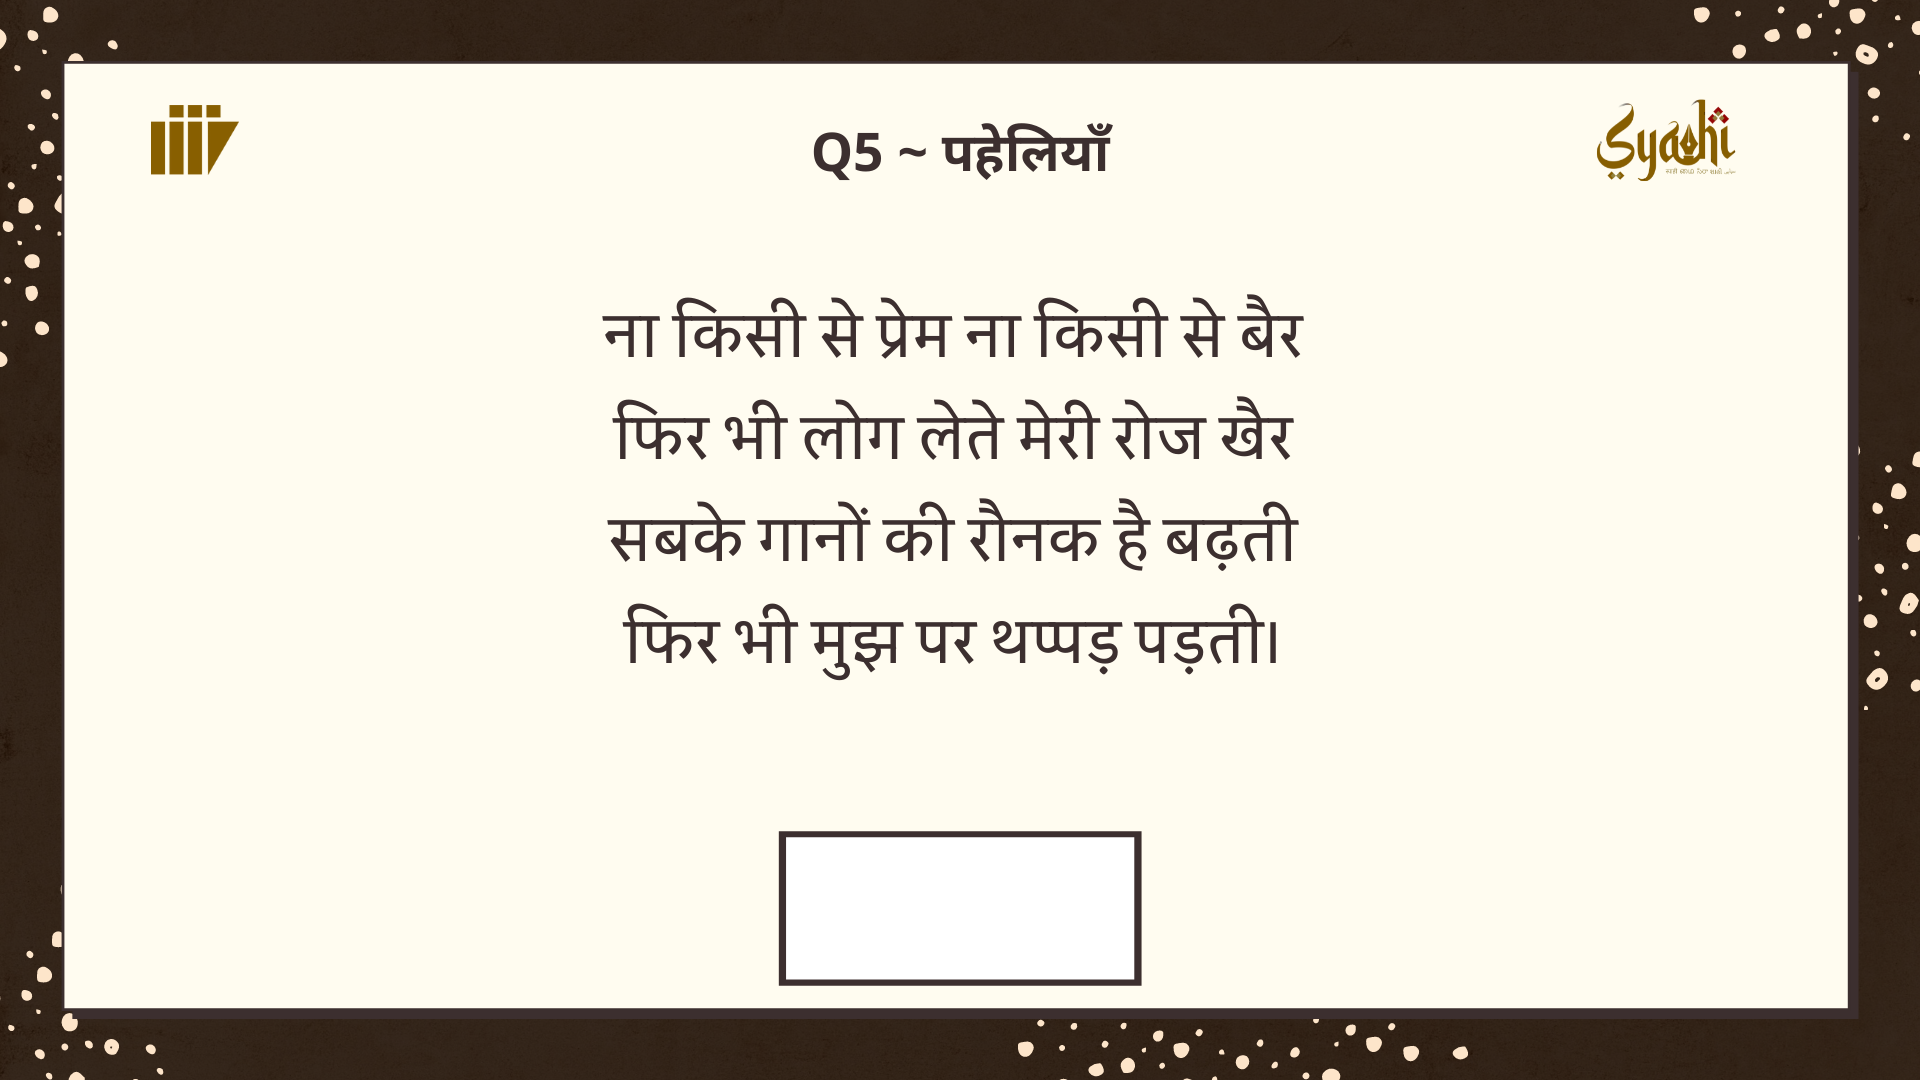 Q5 ~ पहेलियाँ
Syahi
ना किसी से प्रेम ना किसी से बैर
फिर भी लोग लेते मेरी रोज खैर
सबके गानों की रौनक है बढ़ती
फिर भी मुझ पर थप्पड़ पड़ती।